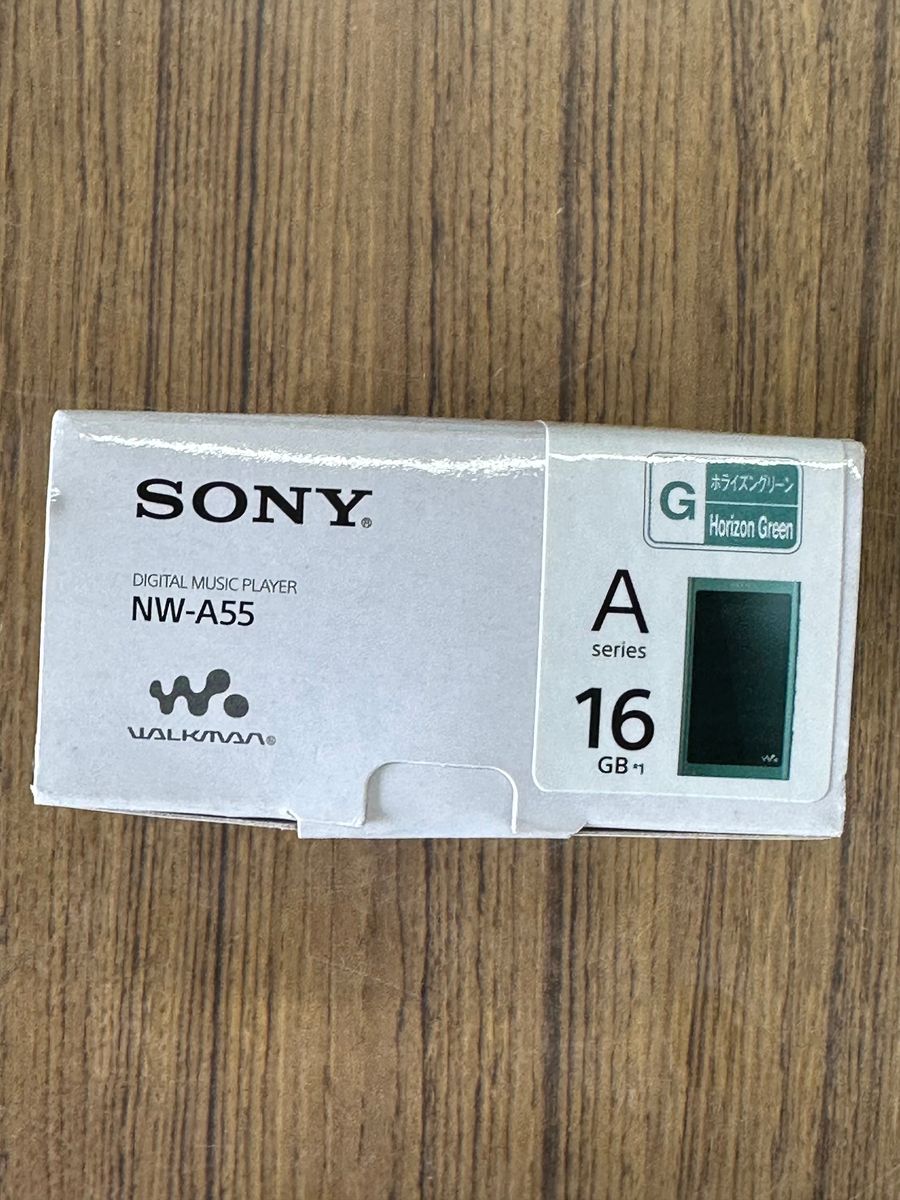 SONY®
DIGITAL MUSIC PLAYER
NW-A55
WALKMAN®
G
ホライズングリーン
Horizon Green
A
series
16
GB *1